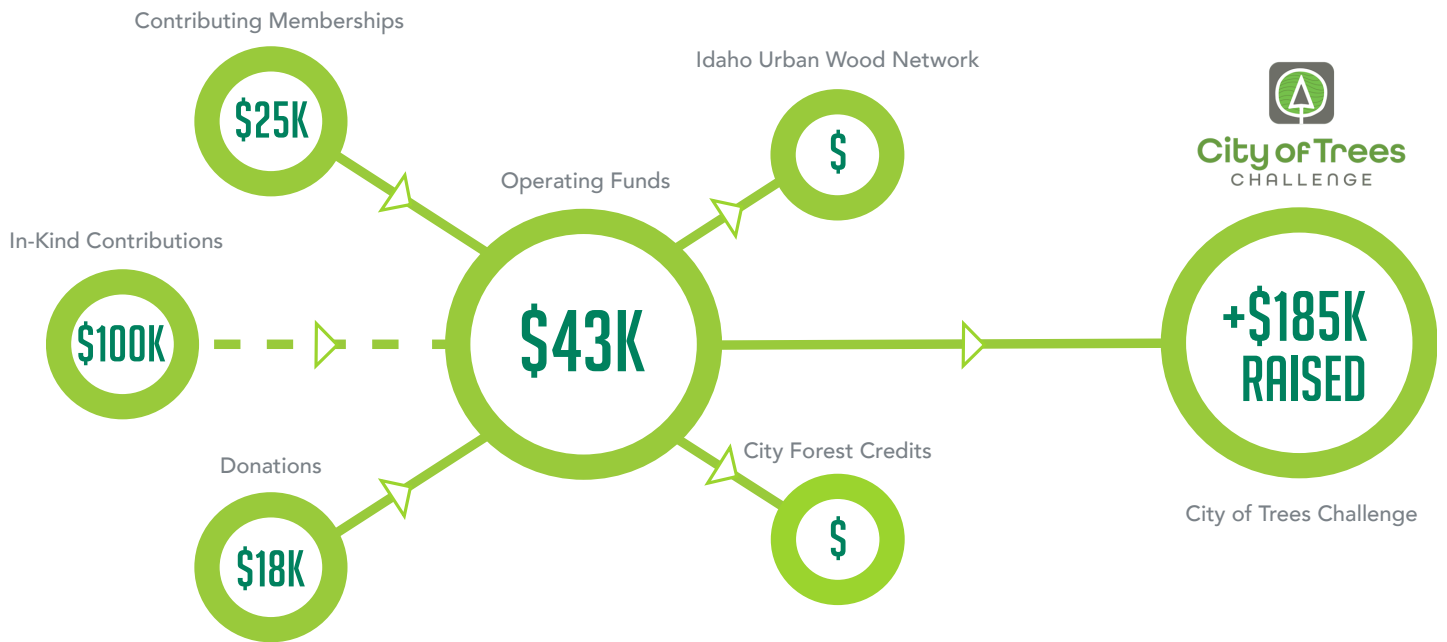 Contributing Memberships
$25K
Idaho Urban Wood Network
$
City of Trees
CHALLENGE
Operating Funds
In-Kind Contributions
$100K
$43K
+$185K
RAISED
Donations
$18K
City Forest Credits
$
City of Trees Challenge